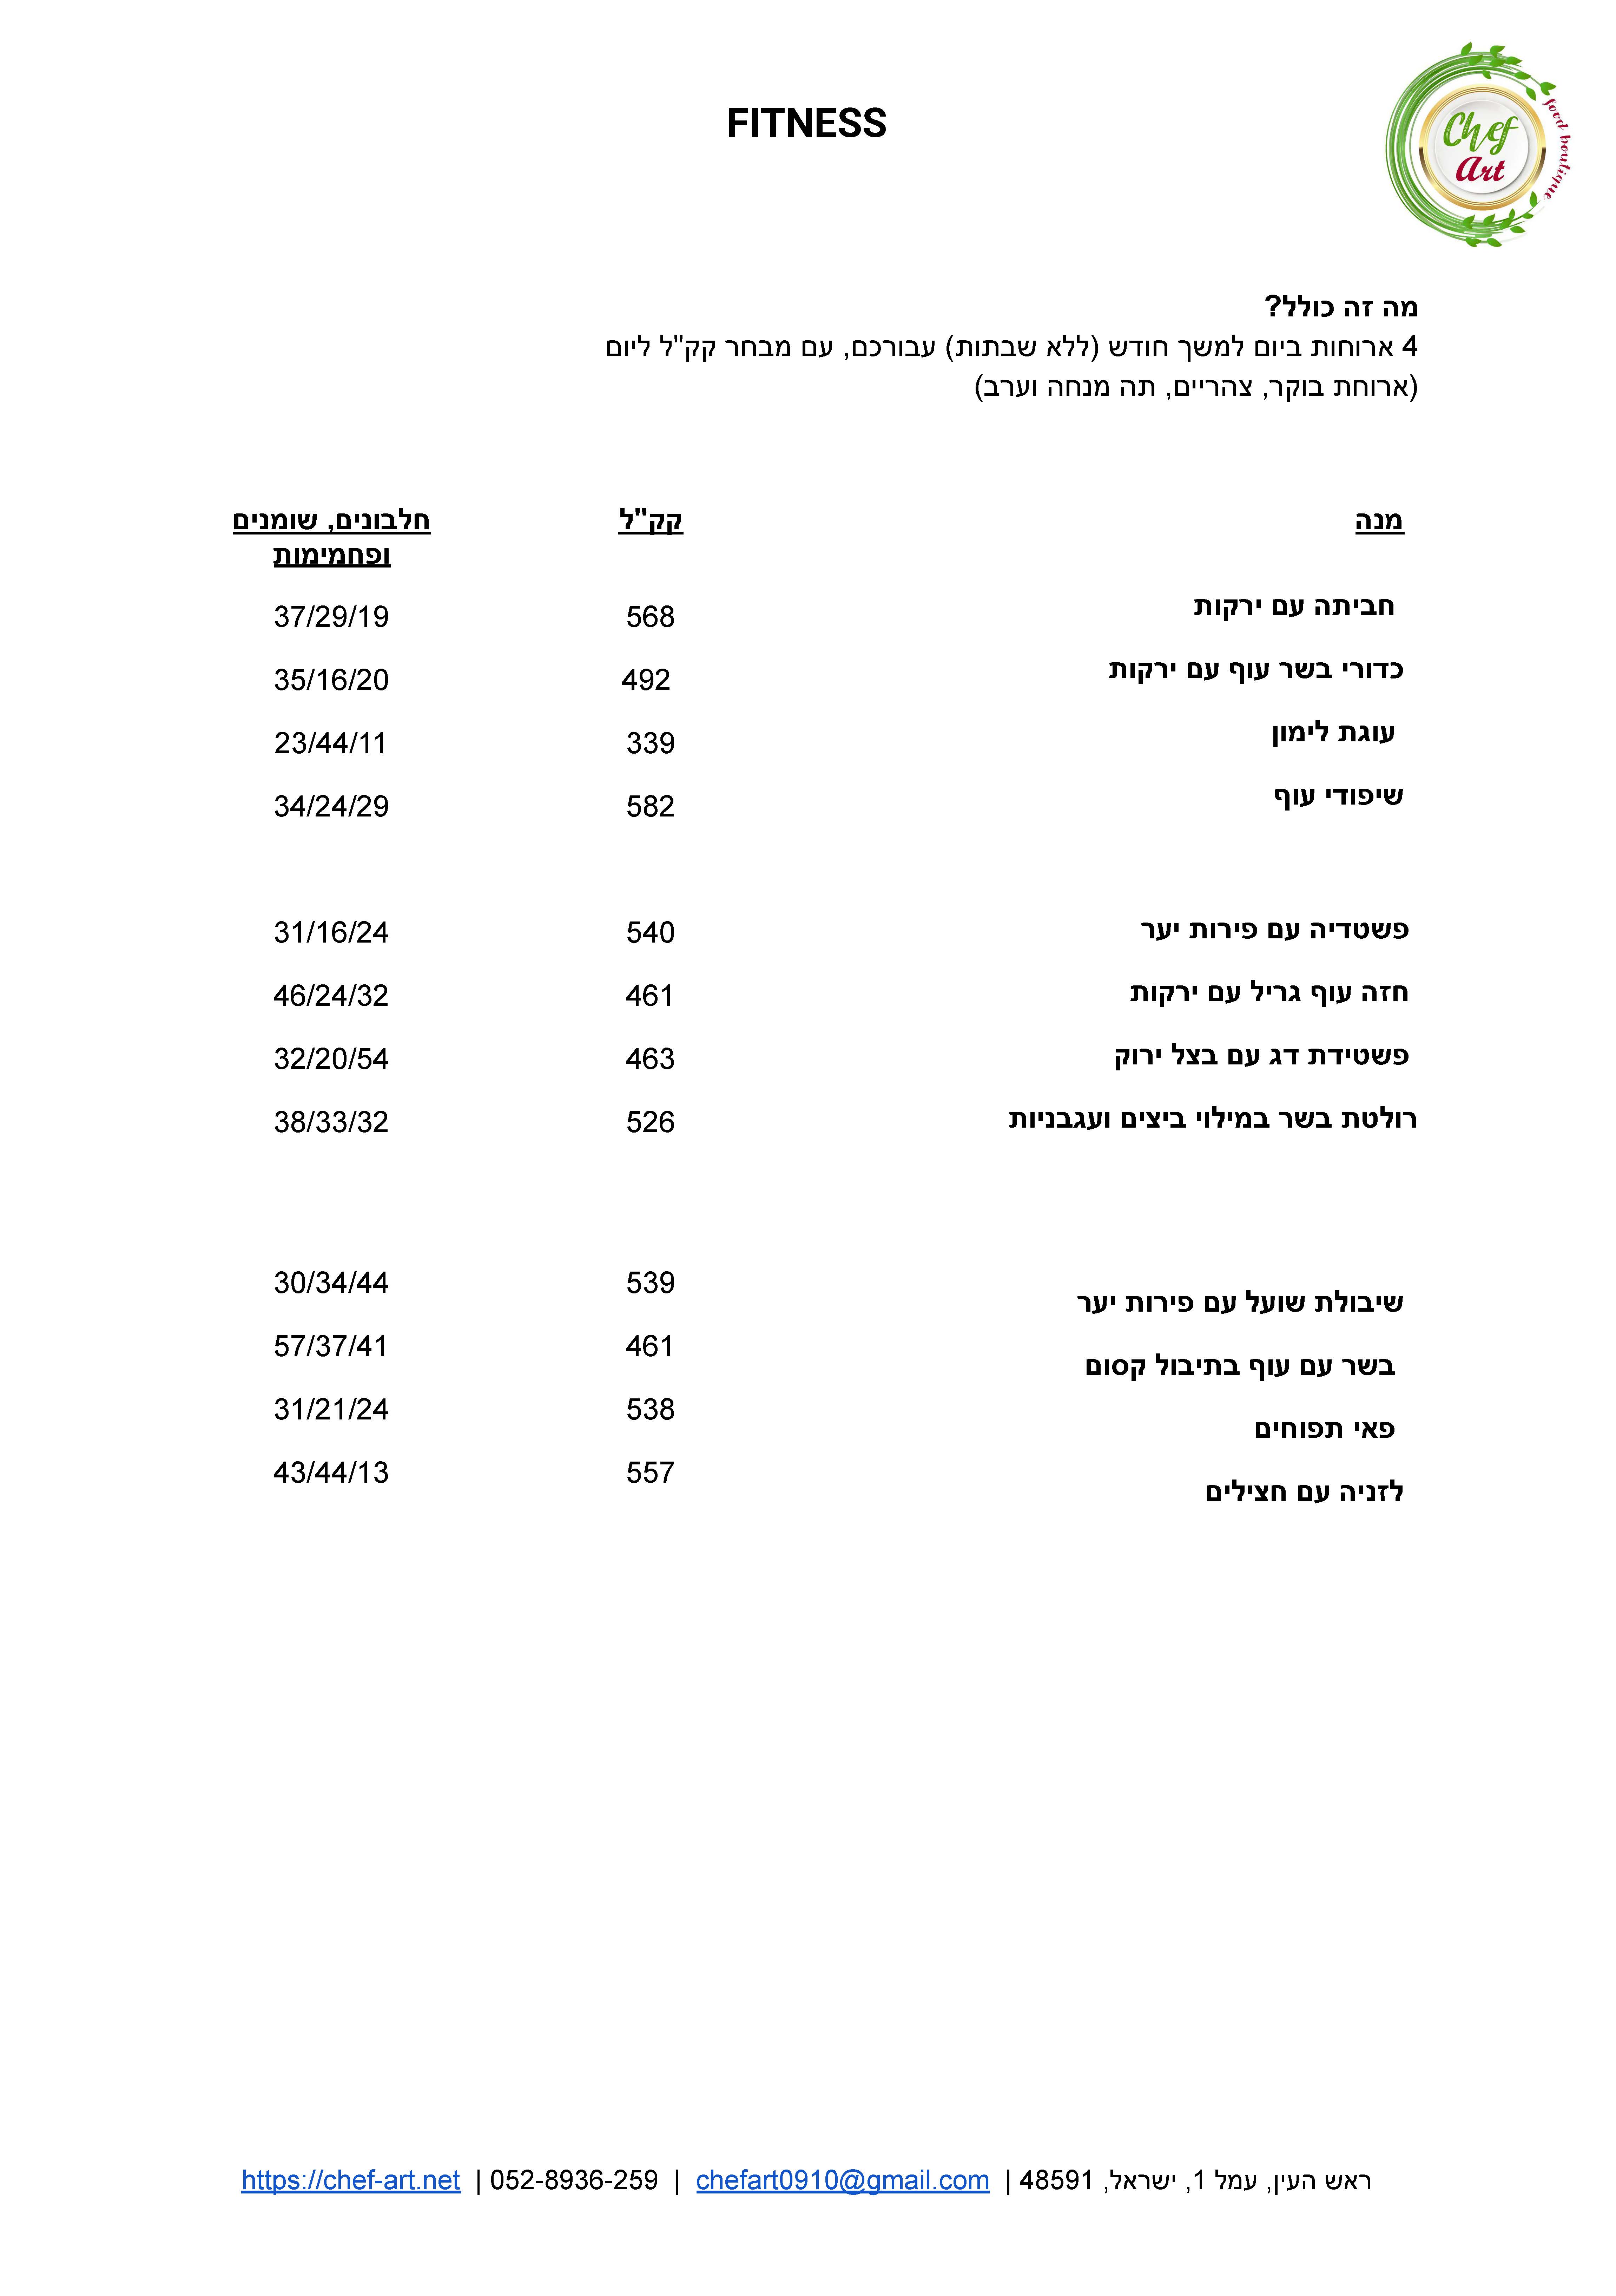 FITNESS
Chef
Art
food boutique
מה זה כולל?
4 ארוחות ביום למשך חודש (ללא שבתות) עבורכם, עם מבחר קק"ל ליום
(ארוחת בוקר, צהריים, תה מנחה וערב)
מנה קק"ל חלבונים, שומנים
ופחמימות
חביתה עם ירקות 568 37/29/19
כדורי בשר עוף עם ירקות 492 35/16/20
עוגת לימון 339 23/44/11
שיפודי עוף 582 34/24/29
פשטדיה עם פירות יער 540 31/16/24
חזה עוף גריל עם ירקות 461 46/24/32
פשטידת דג עם בצל ירוק 463 32/20/54
רולטת בשר במילוי ביצים ועגבניות 526 38/33/32
שיבולת שועל עם פירות יער 539 30/34/44
בשר עם עוף בתיבול קסום 461 57/37/41
פאי תפוחים 538 31/21/24
לזניה עם חצילים 557 43/44/13
ראש העין, עמל 1, ישראל, 48591 | chefart0910@gmail.com | 052-8936-259 | https://chef-art.net